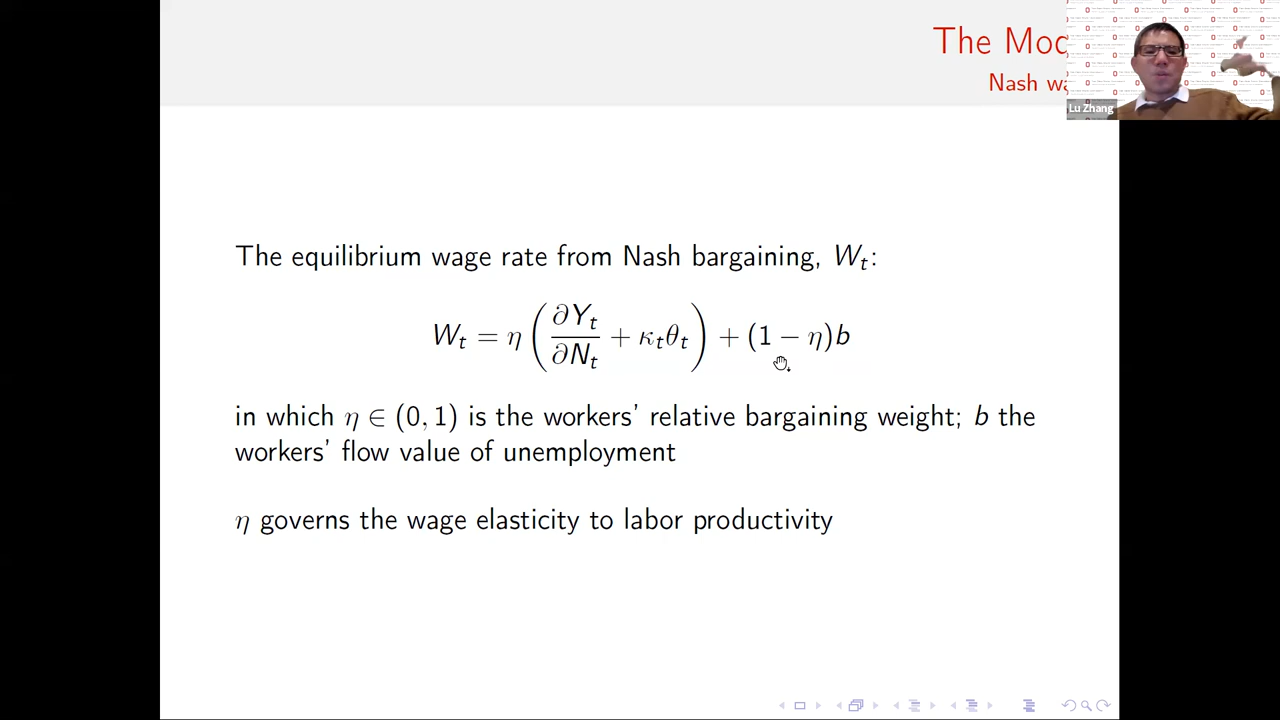 The Mod
Nash wa
Lu Zhang
The equilibrium wage rate from Nash bargaining, W_t:
W_t = η ( ∂Y_t / ∂N_t + κ_t θ_t ) + (1 − η)b
in which η ∈ (0, 1) is the workers' relative bargaining weight; b the
workers' flow value of unemployment
η governs the wage elasticity to labor productivity